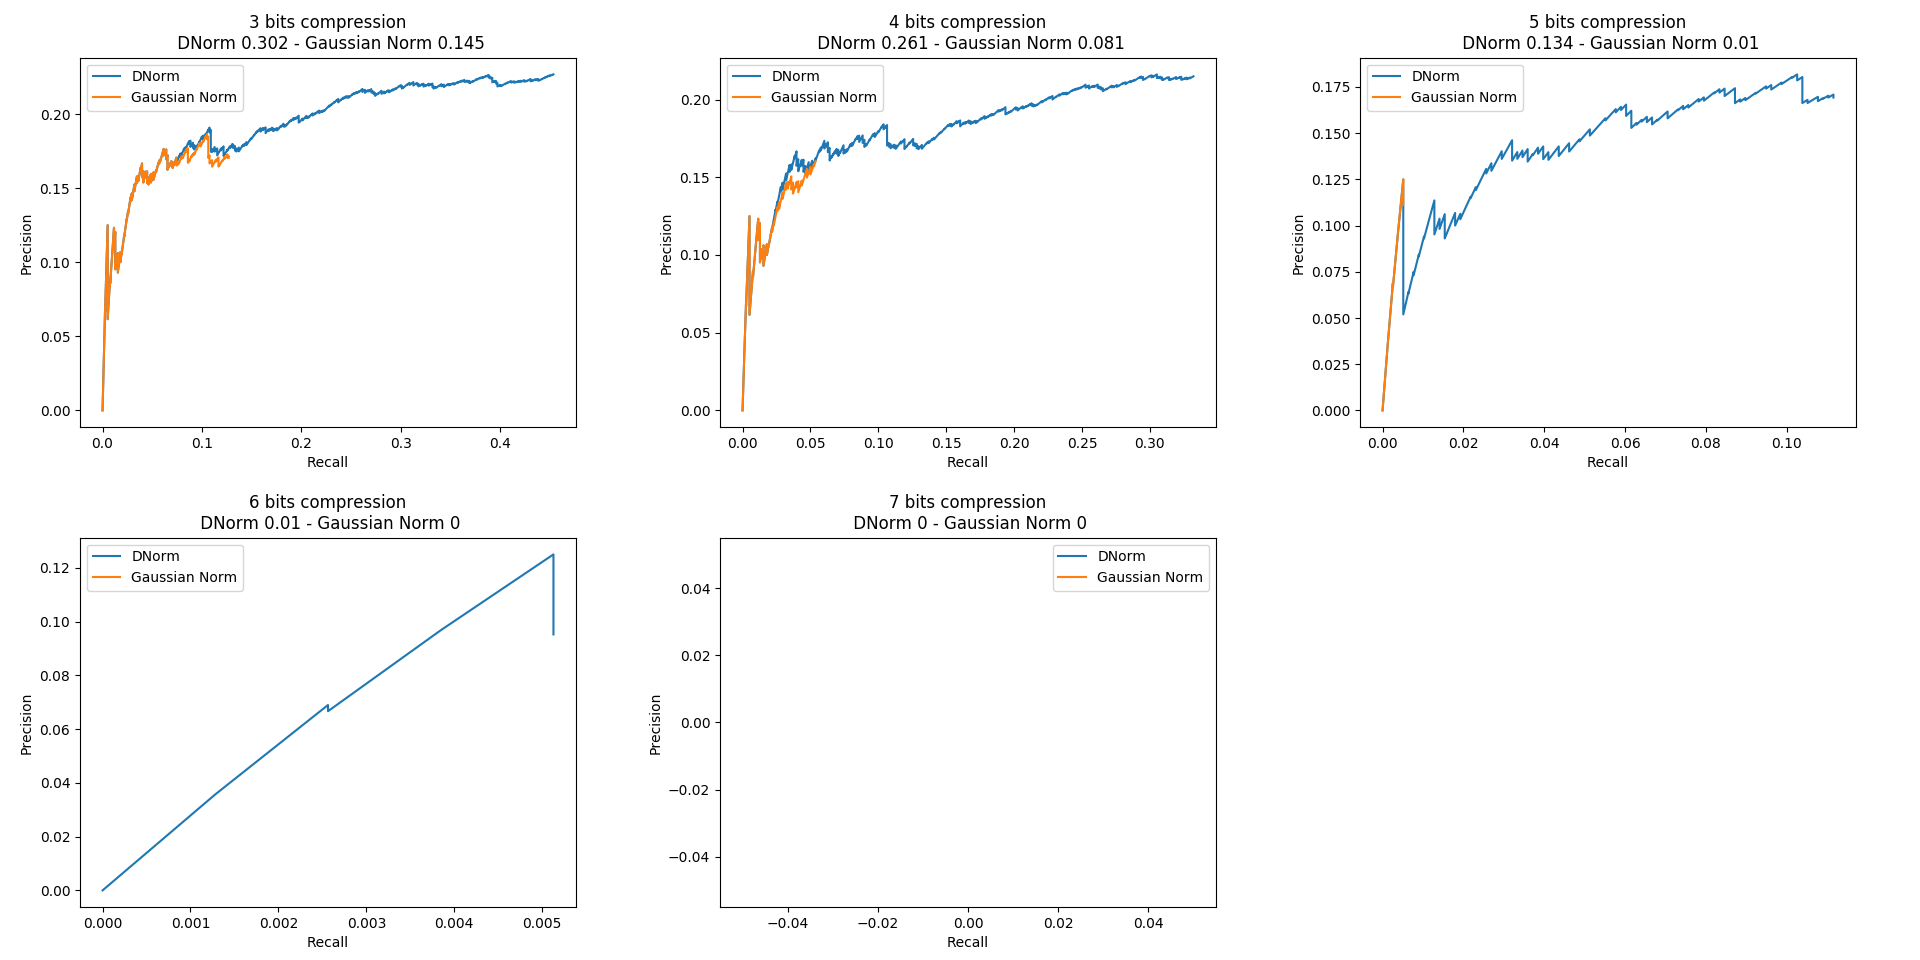 3 bits compression
DNorm 0.302 - Gaussian Norm 0.145
DNorm
Gaussian Norm
0.20
0.15
0.10
0.05
0.00
Precision
0.0
0.1
0.2
0.3
0.4
Recall
4 bits compression
DNorm 0.261 - Gaussian Norm 0.081
DNorm
Gaussian Norm
0.20
0.15
0.10
0.05
0.00
Precision
0.00
0.05
0.10
0.15
0.20
0.25
0.30
Recall
5 bits compression
DNorm 0.134 - Gaussian Norm 0.01
DNorm
Gaussian Norm
0.175
0.150
0.125
0.100
0.075
0.050
0.025
0.000
Precision
0.00
0.02
0.04
0.06
0.08
0.10
Recall
6 bits compression
DNorm 0.01 - Gaussian Norm 0
DNorm
Gaussian Norm
0.12
0.10
0.08
0.06
0.04
0.02
0.00
Precision
0.000
0.001
0.002
0.003
0.004
0.005
Recall
7 bits compression
DNorm 0 - Gaussian Norm 0
DNorm
Gaussian Norm
0.04
0.02
0.00
−0.02
−0.04
Precision
−0.04
−0.02
0.00
0.02
0.04
Recall